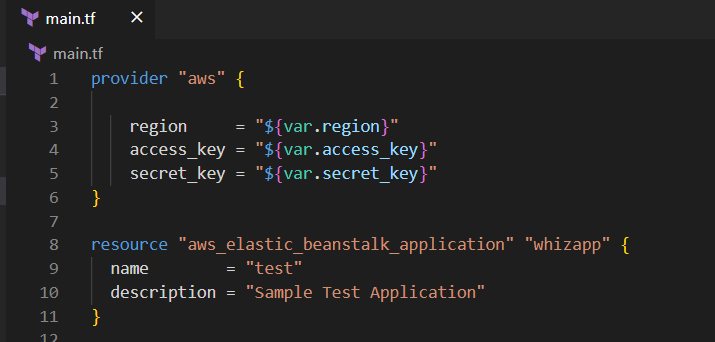 main.tf ×
main.tf
1 provider "aws" {
2
3 region = "${var.region}"
4 access_key = "${var.access_key}"
5 secret_key = "${var.secret_key}"
6 }
7
8 resource "aws_elastic_beanstalk_application" "whizapp" {
9 name = "test"
10 description = "Sample Test Application"
11 }
12